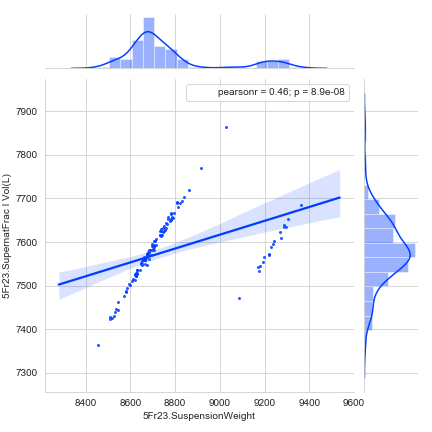 pearsonr = 0.46; p = 8.9e-08
7900
7800
7700
7600
7500
7400
7300
5Fr23.SupernatFrac I Vol(L)
8400 8600 8800 9000 9200 9400 9600
5Fr23.SuspensionWeight